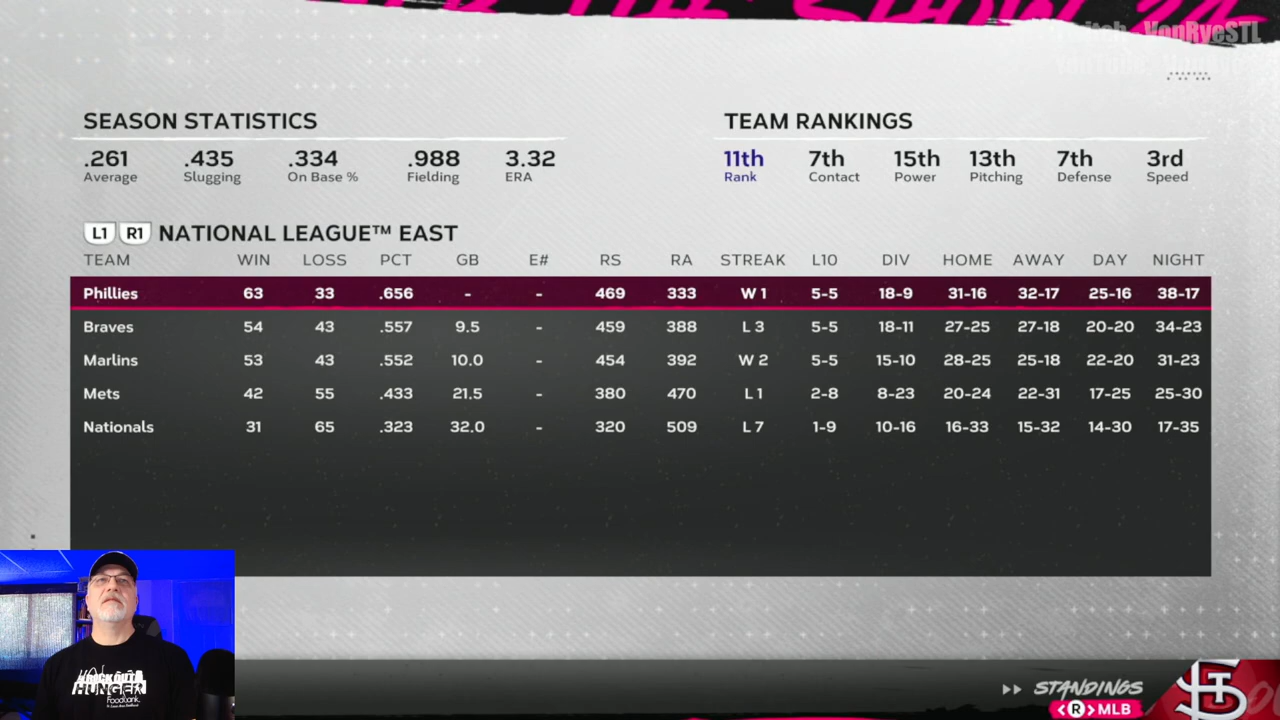 THE SHOW 24
Twitch - VonRyeSTL
SEASON STATISTICS
TEAM RANKINGS
.261 .435 .334 .988 3.32
Average Slugging On Base % Fielding ERA
11th 7th 15th 13th 7th 3rd
Rank Contact Power Pitching Defense Speed
L1 R1 NATIONAL LEAGUE™ EAST
TEAM WIN LOSS PCT GB E# RS RA STREAK L10 DIV HOME AWAY DAY NIGHT
Phillies 63 33 .656 - - 469 333 W 1 5-5 18-9 31-16 32-17 25-16 38-17
Braves 54 43 .557 9.5 - 459 388 L 3 5-5 18-11 27-25 27-18 20-20 34-23
Marlins 53 43 .552 10.0 - 454 392 W 2 5-5 15-10 28-25 25-18 22-20 31-23
Mets 42 55 .433 21.5 - 380 470 L 1 2-8 8-23 20-24 22-31 17-25 25-30
Nationals 31 65 .323 32.0 - 320 509 L 7 1-9 10-16 16-33 15-32 14-30 17-35
HUNGER
Foodbank
STANDINGS
R MLB